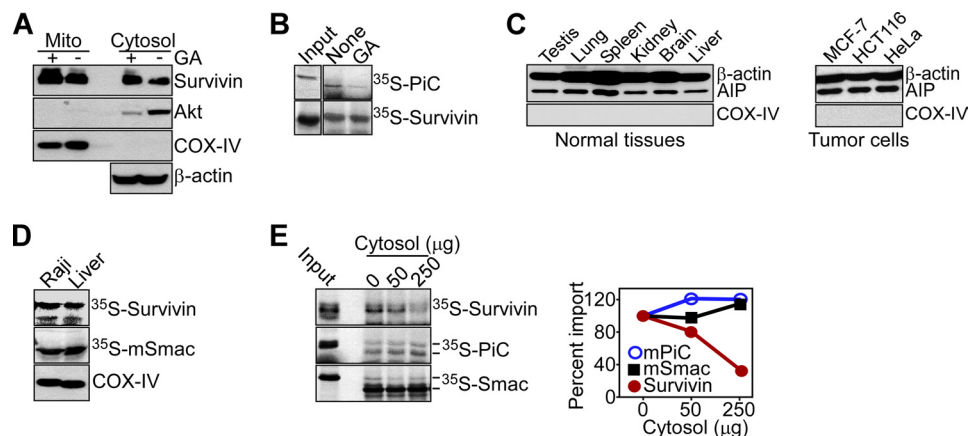 A
Mito Cytosol
+ - + - GA
Survivin
Akt
COX-IV
β-actin
B
Input None GA
35S-PiC
35S-Survivin
C
Testis Lung Spleen Kidney Brain Liver
β-actin
AIP
COX-IV
Normal tissues
MCF-7 HCT116 HeLa
β-actin
AIP
COX-IV
Tumor cells
D
Raji Liver
35S-Survivin
35S-mSmac
COX-IV
E
Cytosol (μg)
Input 0 50 250
35S-Survivin
35S-PiC
35S-Smac
Percent import
120
80
40
0
mPiC
mSmac
Survivin
0 50 250
Cytosol (μg)